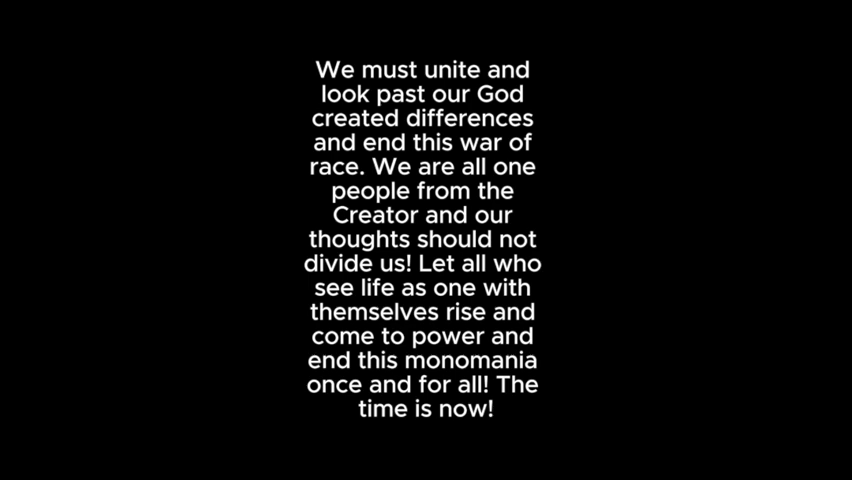 We must unite and
look past our God
created differences
and end this war of
race. We are all one
people from the
Creator and our
thoughts should not
divide us! Let all who
see life as one with
themselves rise and
come to power and
end this monomania
once and for all! The
time is now!